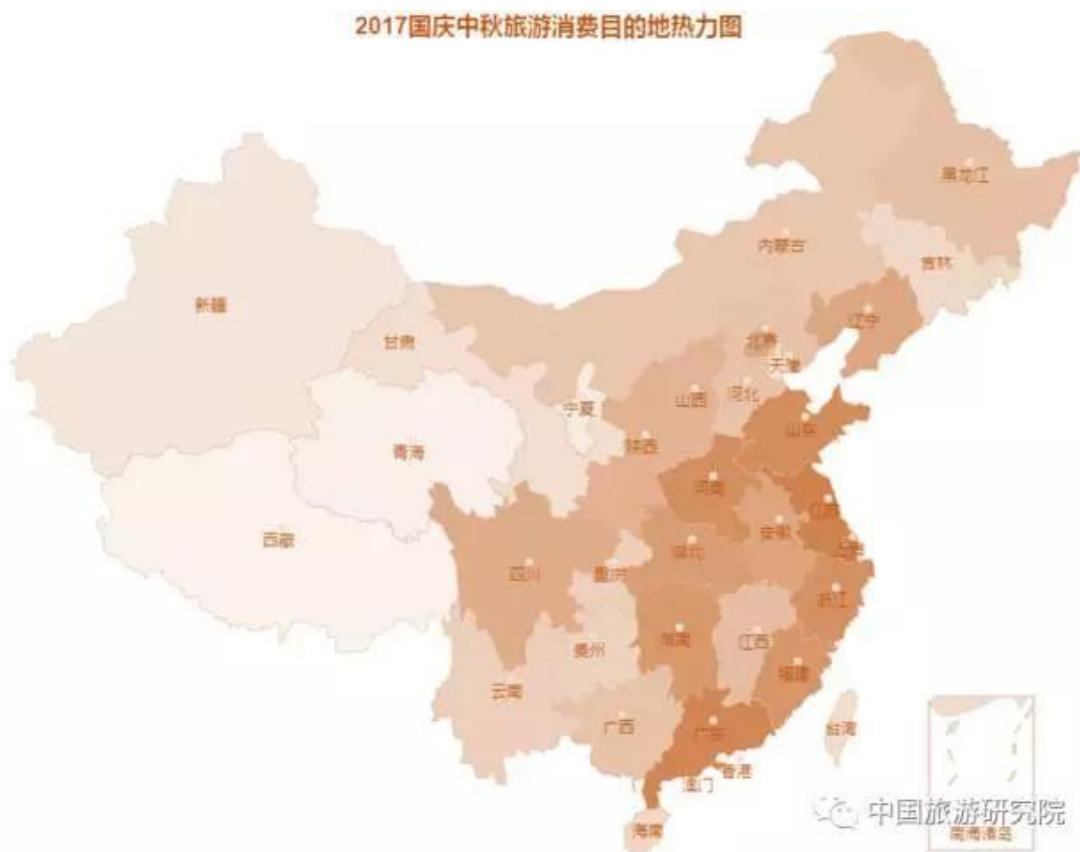 2017国庆中秋旅游消费目的地热力图
黑龙江
内蒙古
吉林
新疆
辽宁
甘肃
北京
天津
山西
河北
宁夏
山东
陕西
青海
河南
江苏
安徽
西藏
湖北
上海
四川
重庆
浙江
湖南
江西
贵州
福建
云南
广西
广东
台湾
香港
澳门
中国旅游研究院
海南
南海诸岛